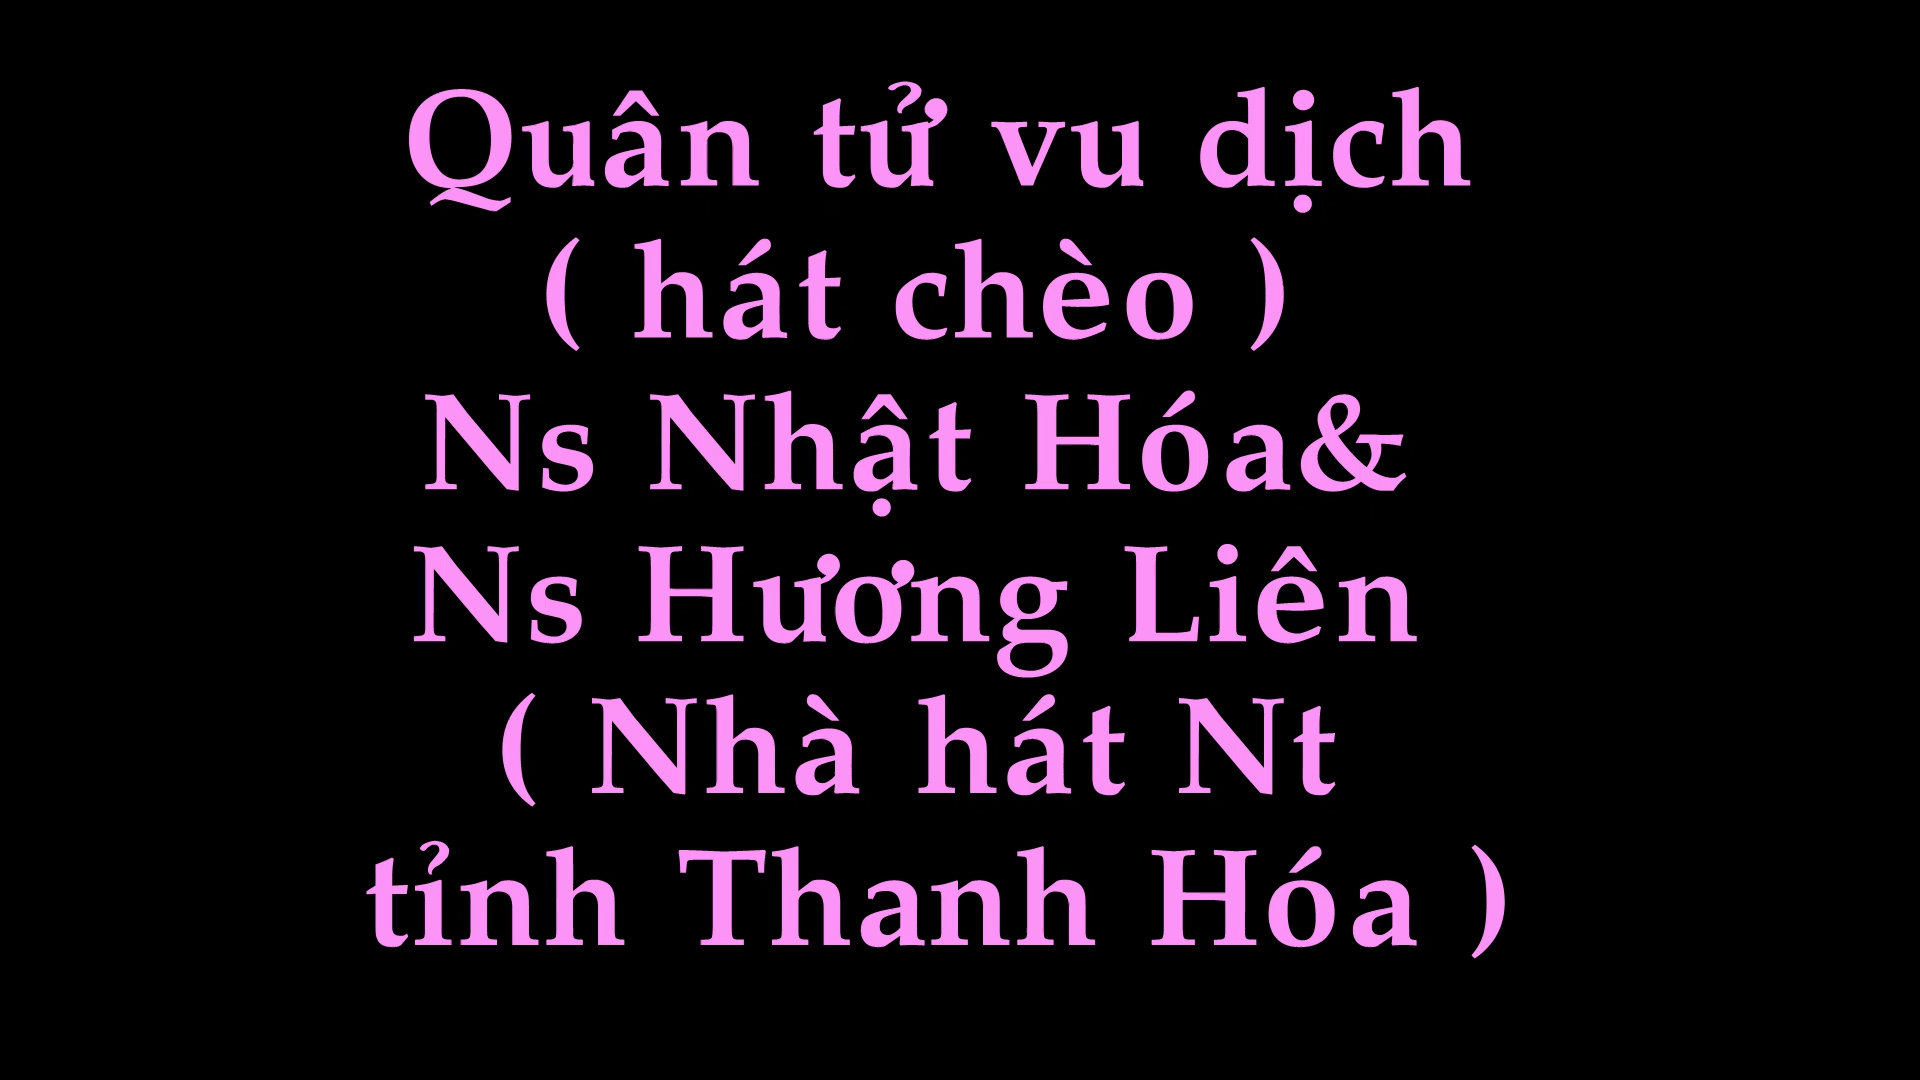 Quân tử vu dịch
( hát chèo )
Ns Nhật Hóa&
Ns Hương Liên
( Nhà hát Nt
tỉnh Thanh Hóa )